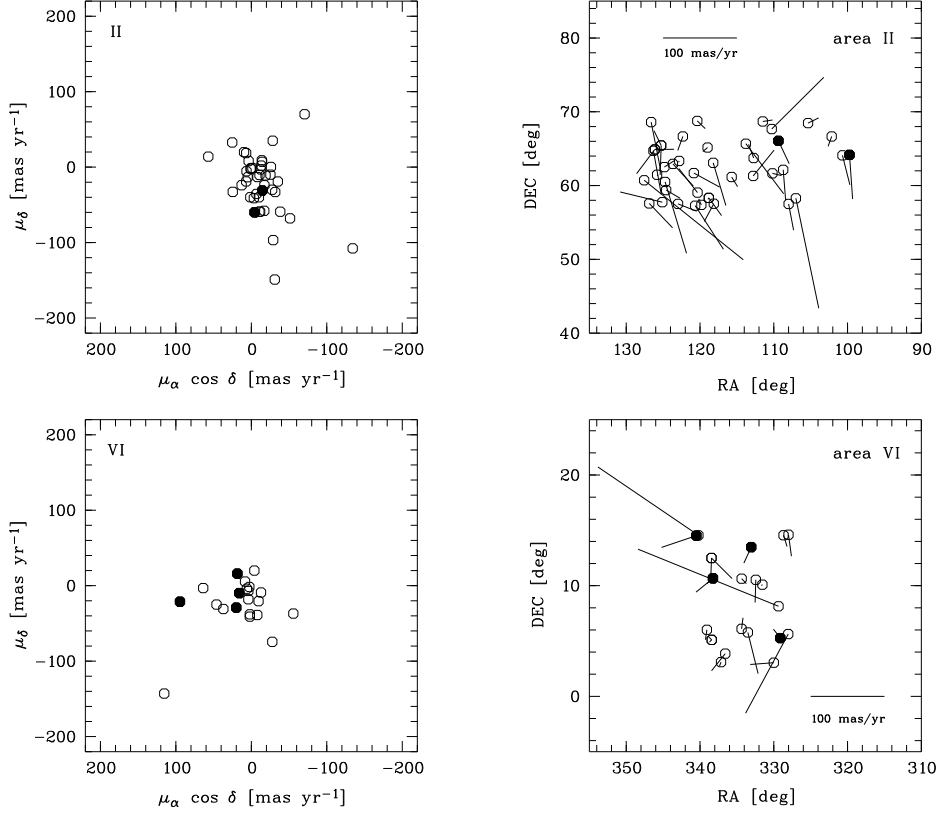 200
100
0
−100
−200
μδ [mas yr−1]
II
200
100
0
−100
−200
μα cos δ [mas yr−1]
80
70
60
50
40
DEC [deg]
100 mas/yr
area II
130
120
110
100
90
RA [deg]
200
100
0
−100
−200
μδ [mas yr−1]
VI
200
100
0
−100
−200
μα cos δ [mas yr−1]
20
10
0
DEC [deg]
area VI
100 mas/yr
350
340
330
320
310
RA [deg]